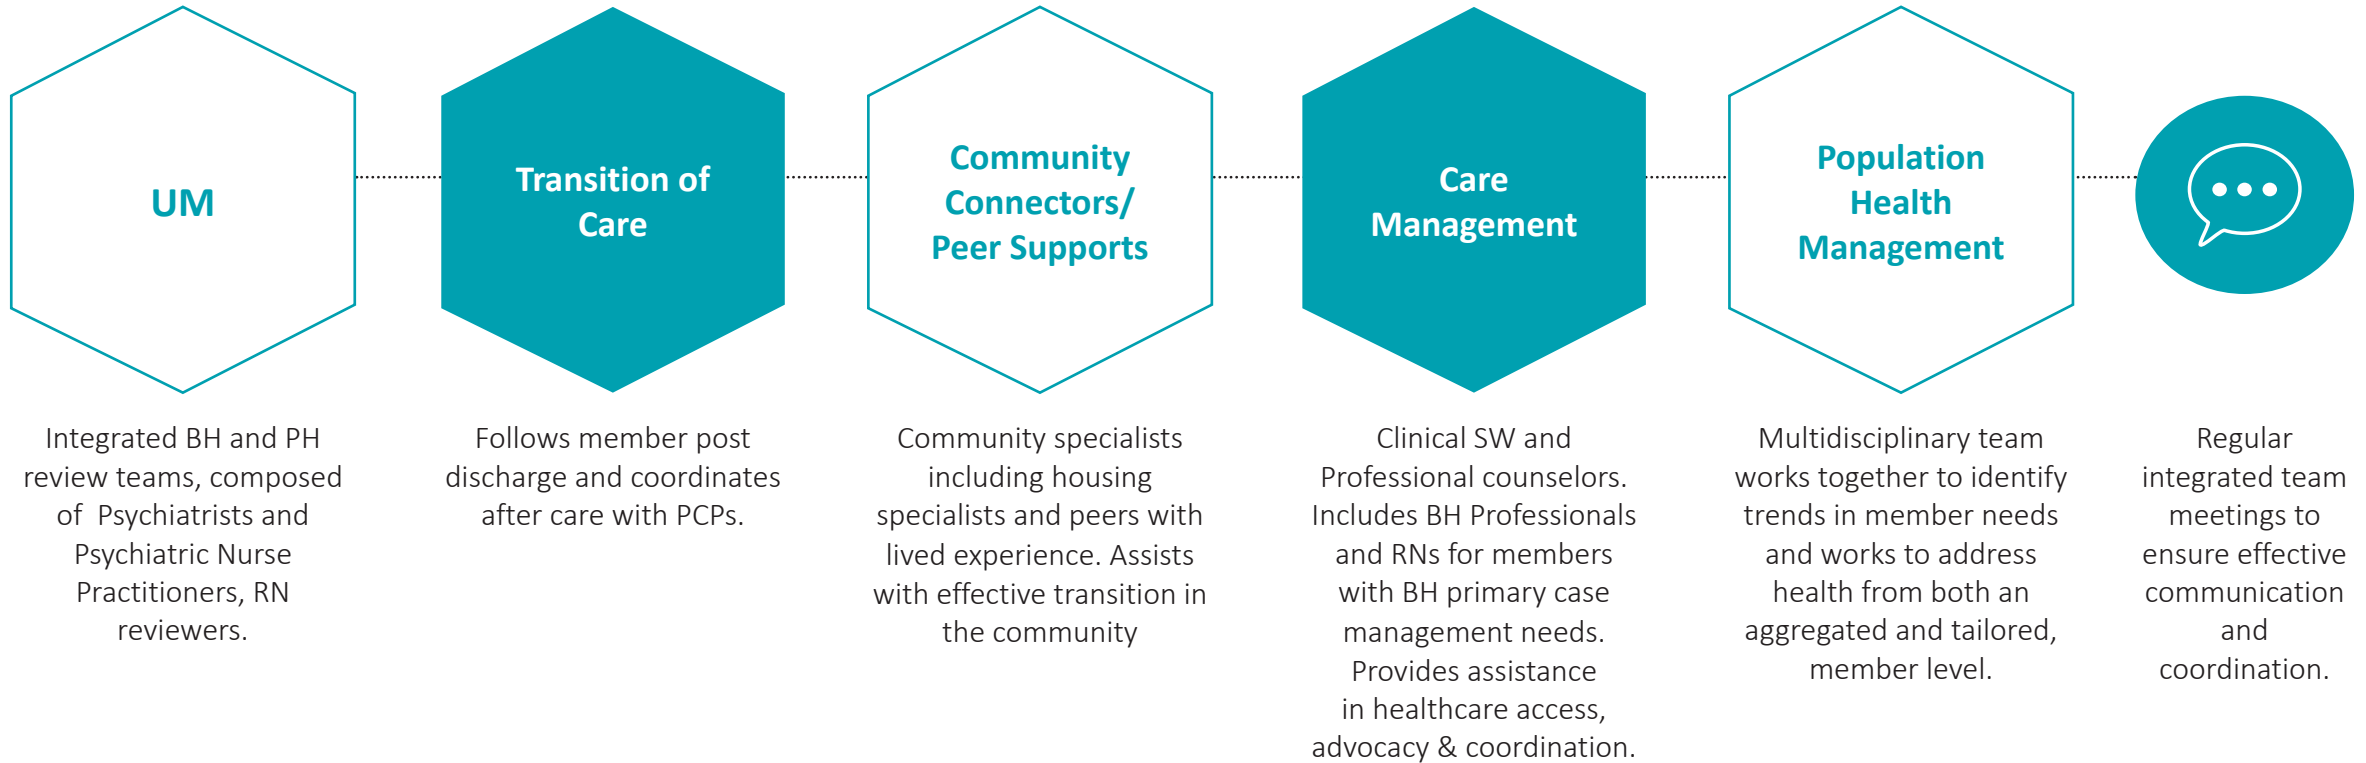 UM
Integrated BH and PH
review teams, composed
of  Psychiatrists and
Psychiatric Nurse
Practitioners, RN
reviewers.
Transition of
Care
Follows member post
discharge and coordinates
after care with PCPs.
Community
Connectors/
Peer Supports
Community specialists
including housing
specialists and peers with
lived experience. Assists
with effective transition in
the community
Care
Management
Clinical SW and
Professional counselors.
Includes BH Professionals
and RNs for members
with BH primary case
management needs.
Provides assistance
in healthcare access,
advocacy & coordination.
Population
Health
Management
Multidisciplinary team
works together to identify
trends in member needs
and works to address
health from both an
aggregated and tailored,
member level.
Regular
integrated team
meetings to
ensure effective
communication
and
coordination.